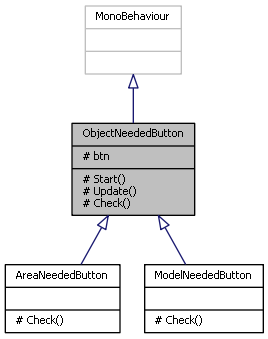 MonoBehaviour
ObjectNeededButton
# btn
# Start()
# Update()
# Check()
AreaNeededButton
ModelNeededButton
# Check()
# Check()